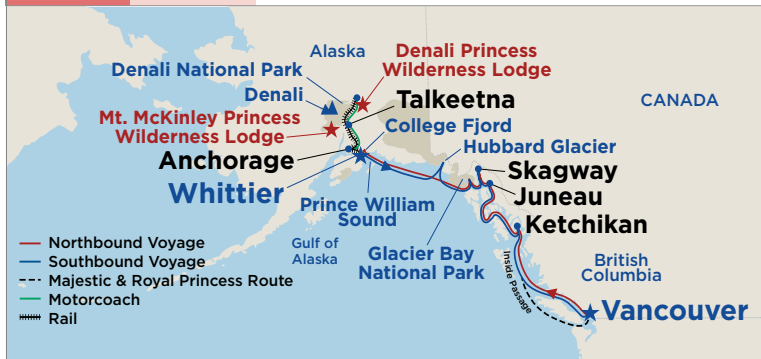 Alaska
Denali Princess
Wilderness Lodge
Denali National Park
Denali
Mt. McKinley Princess
Wilderness Lodge
Talkeetna
CANADA
College Fjord
Hubbard Glacier
Anchorage
Skagway
Whittier
Juneau
Prince William
Sound
Ketchikan
Gulf of
Alaska
Glacier Bay
National Park
British
Columbia
Inside Passage
Vancouver
Northbound Voyage
Southbound Voyage
Majestic & Royal Princess Route
Motorcoach
Rail